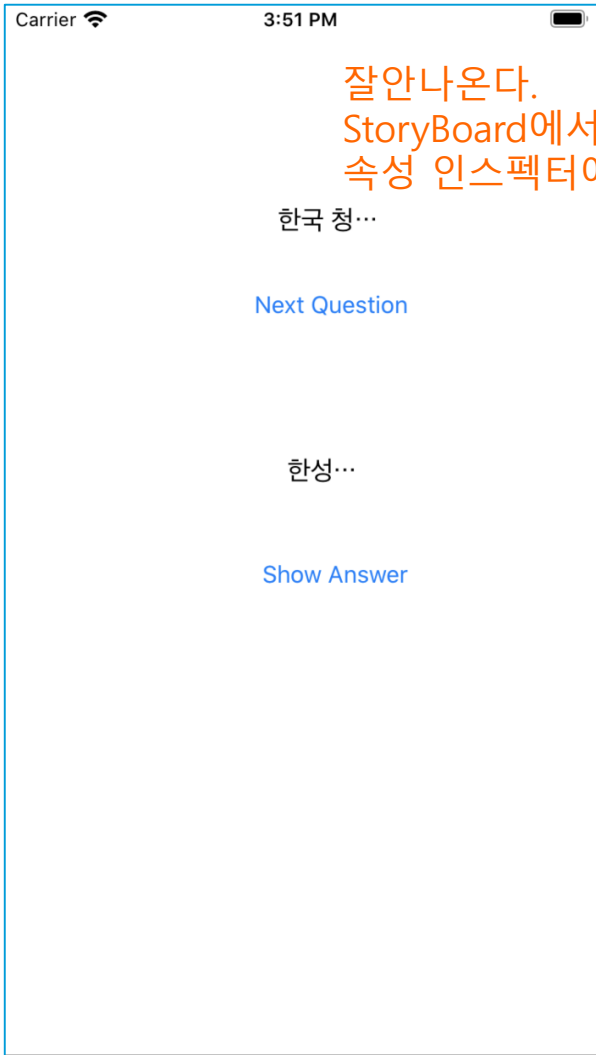 Carrier 3:51 PM
잘안나온다.
StoryBoard에서
속성 인스펙터에
한국 청…
Next Question
한성…
Show Answer